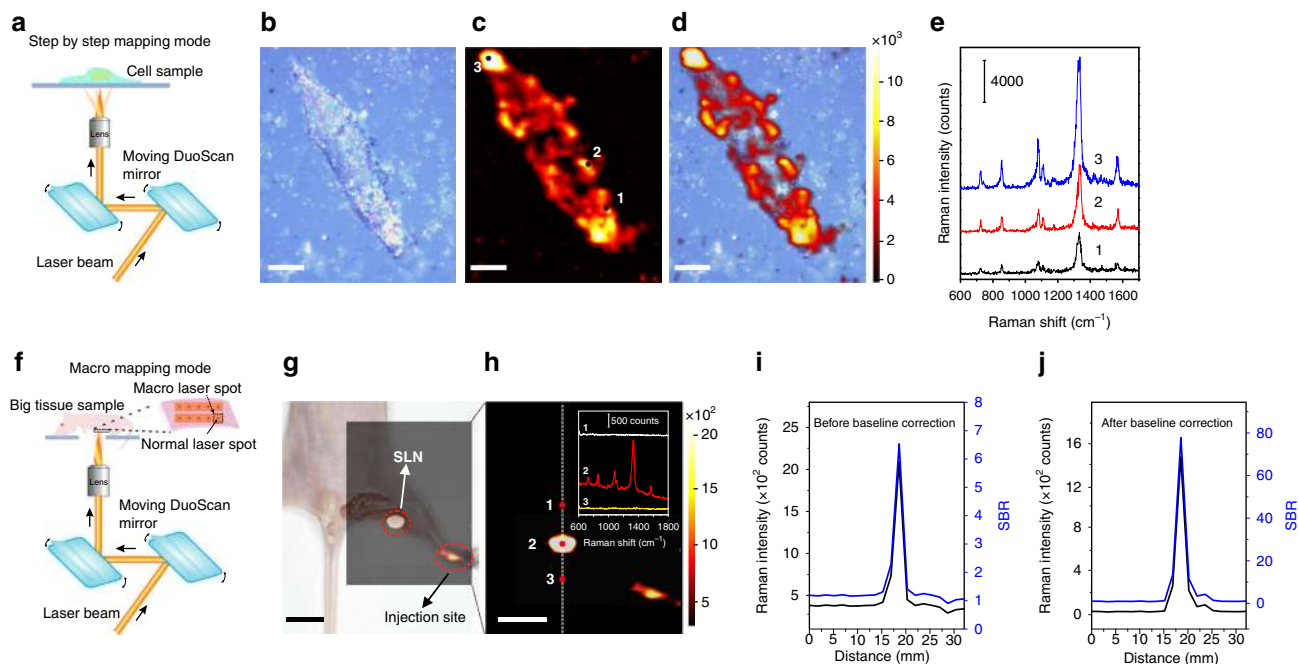 a
Step by step mapping mode
Cell sample
Lens
Moving DuoScan
mirror
Laser beam
b
c
3
2
1
d
×10³
10
8
6
4
2
0
e
4000
3
2
1
Raman intensity (counts)
600 800 1000 1200 1400 1600
Raman shift (cm⁻¹)
f
Macro mapping mode
Macro laser spot
Big tissue sample
Normal laser spot
Lens
Moving DuoScan
mirror
Laser beam
g
SLN
Injection site
h
500 counts
1
2
3
600 800 1000 1200 1400 1800
Raman shift (cm⁻¹)
1
2
3
×10²
20
10
5
i
Before baseline correction
Raman intensity (×10² counts)
25
20
15
10
5
0
8
7
6
5
4
3
2
1
0
SBR
0 5 10 15 20 25 30
Distance (mm)
j
After baseline correction
Raman intensity (×10² counts)
16
12
8
4
0
80
60
40
20
0
SBR
0 5 10 15 20 25 30
Distance (mm)